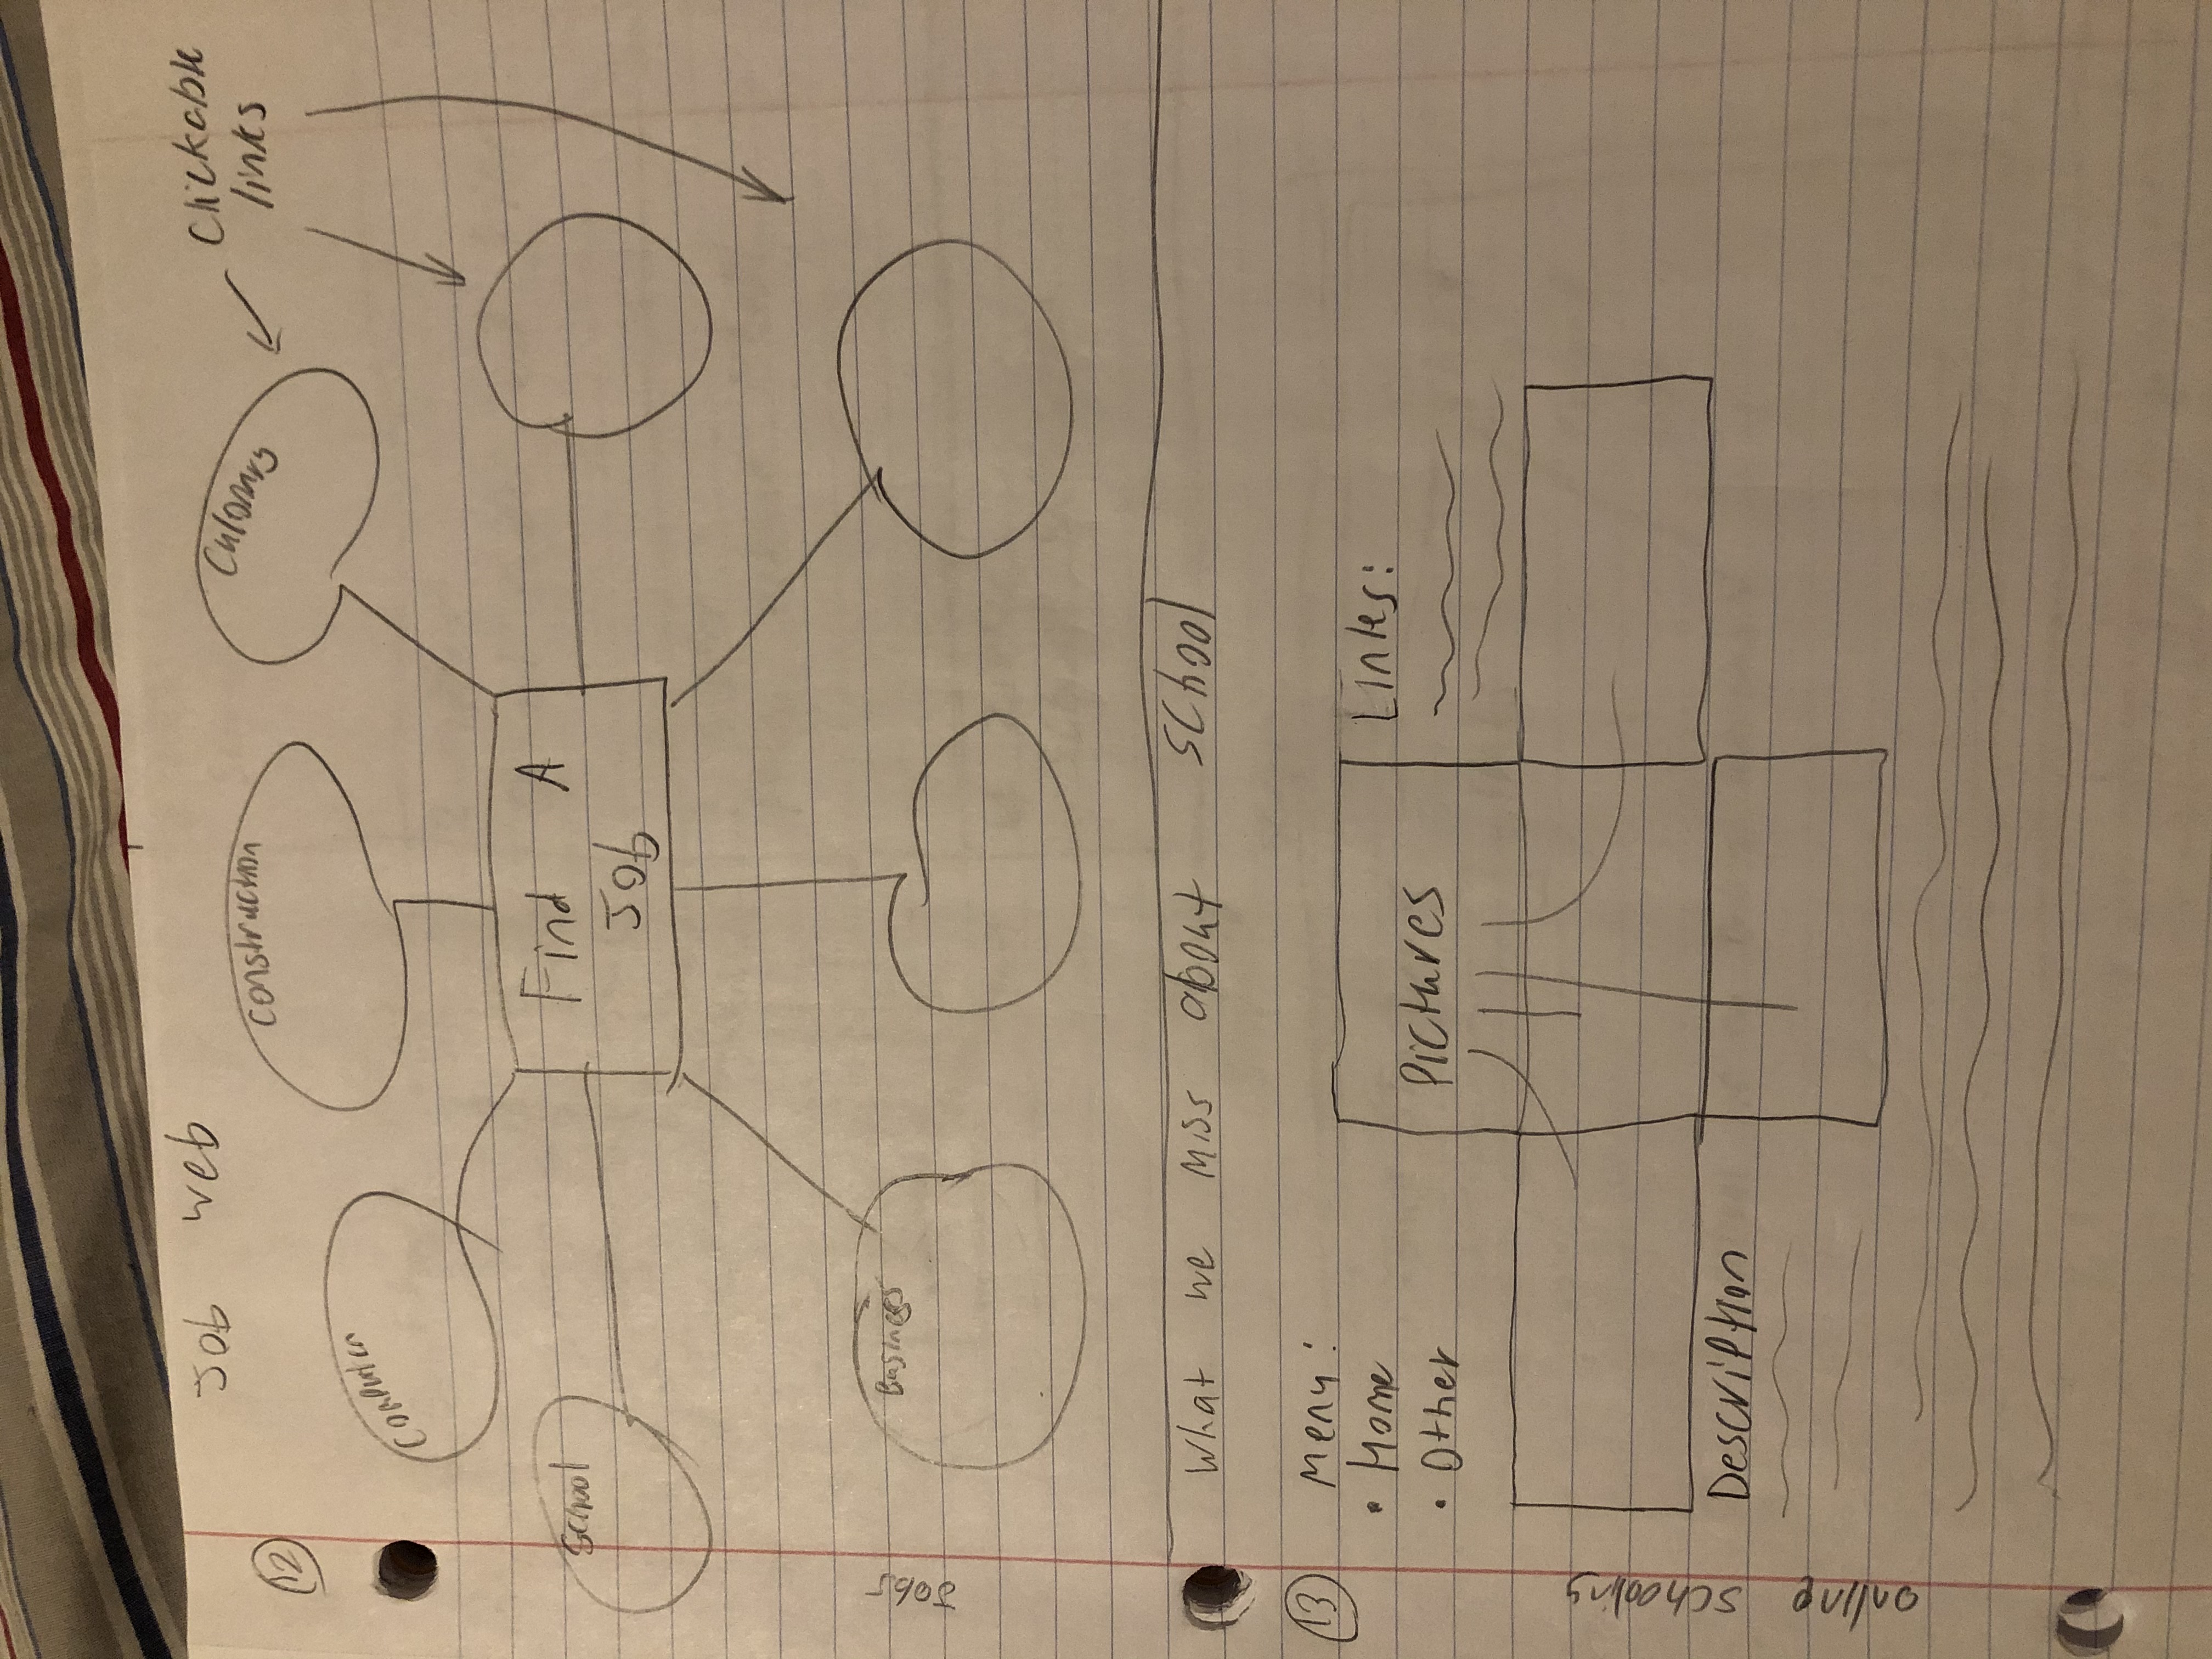 Job web
12
Construction
Culonary
Clickable
links
Computer
School
Find A
Job
Business
Jobs
What we miss about school
13
Menu:
• Home
• Other
Pictures
Links:
Description
online schooling